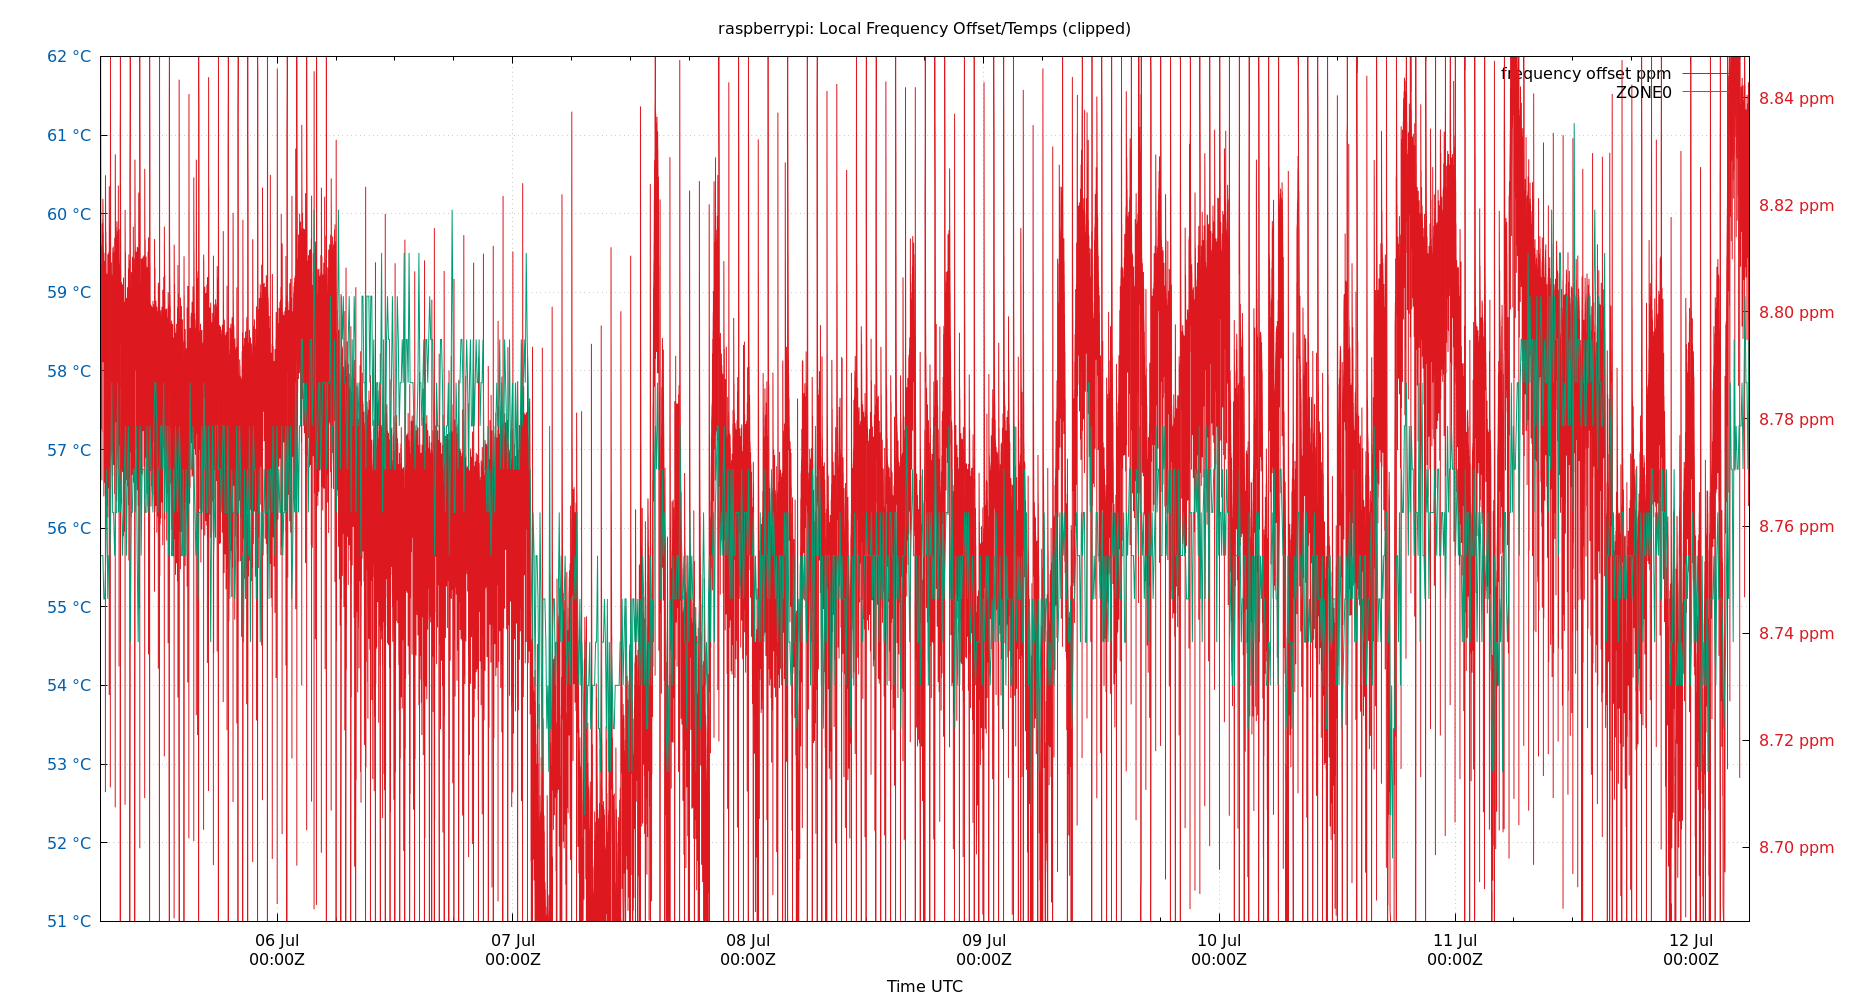 raspberrypi: Local Frequency Offset/Temps (clipped)
62 °C
61 °C
60 °C
59 °C
58 °C
57 °C
56 °C
55 °C
54 °C
53 °C
52 °C
51 °C
frequency offset ppm
ZONE0
8.84 ppm
8.82 ppm
8.80 ppm
8.78 ppm
8.76 ppm
8.74 ppm
8.72 ppm
8.70 ppm
06 Jul
00:00Z
07 Jul
00:00Z
08 Jul
00:00Z
09 Jul
00:00Z
10 Jul
00:00Z
11 Jul
00:00Z
12 Jul
00:00Z
Time UTC